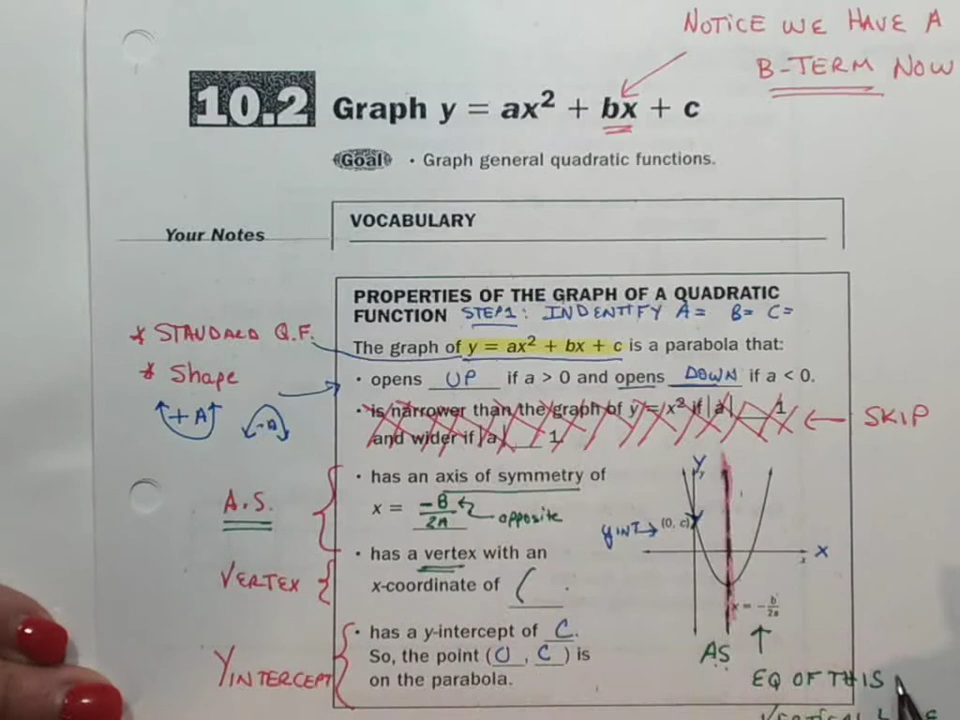 NOTICE WE HAVE A
B-TERM NOW
10.2 Graph y = ax² + bx + c
Goal • Graph general quadratic functions.
Your Notes
VOCABULARY
PROPERTIES OF THE GRAPH OF A QUADRATIC
FUNCTION STEP 1: INDENTIFY A= B= C=
* STANDARD Q.F.
The graph of y = ax² + bx + c is a parabola that:
* Shape
• opens UP if a > 0 and opens DOWN if a < 0.
+A -A
• is narrower than the graph of y = x² if |a| 1
and wider if |a| 1.
SKIP
A.S.
• has an axis of symmetry of
x = -B/2A opposite
VERTEX
• has a vertex with an
x-coordinate of ( .
Y INTERCEPT
• has a y-intercept of C.
So, the point (0, C) is
on the parabola.
Y
y INT → (0, c)
X
x
x = -b/2a
AS
EQ OF THIS